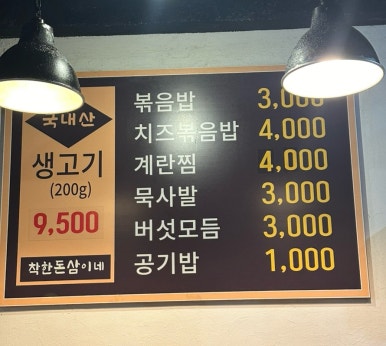 국내산
생고기
(200g)
9,500
착한돈삼이네
볶음밥 3,000
치즈볶음밥 4,000
계란찜 4,000
묵사발 3,000
버섯모듬 3,000
공기밥 1,000